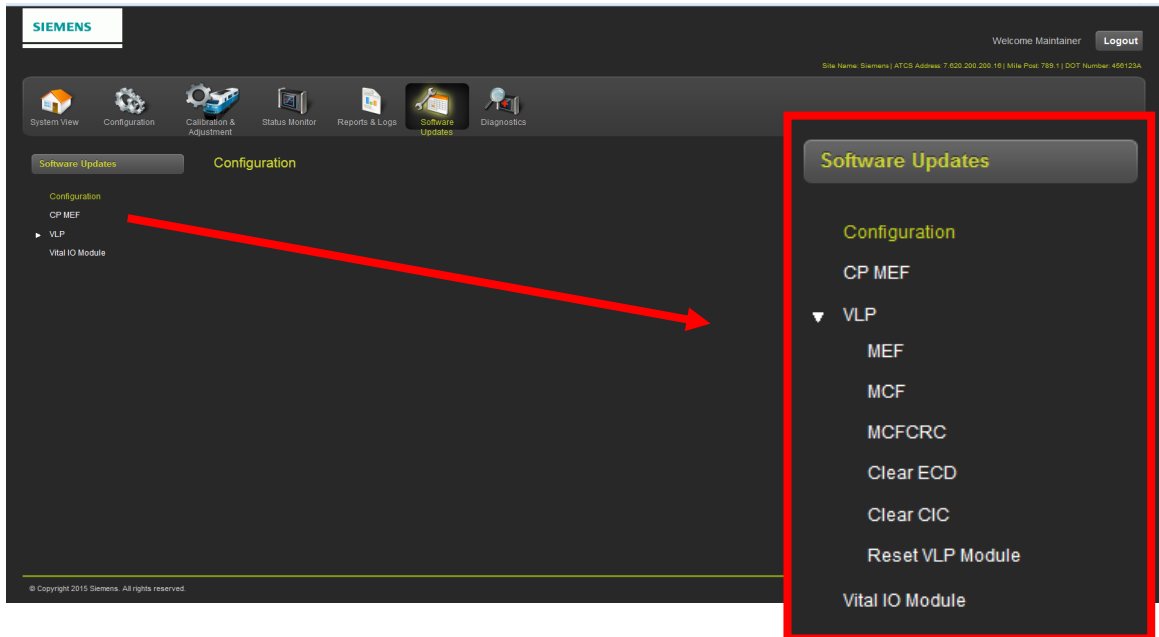 SIEMENS
Welcome Maintainer Logout
Site Name: Siemens | ATCS Address: 7.620.200.200.16 | Mile Post: 789.1 | DOT Number: 456123A
System View Configuration Calibration & Adjustment Status Monitor Reports & Logs Software Updates Diagnostics
Software Updates
Configuration
Configuration
CP MEF
VLP
Vital IO Module
Software Updates
Configuration
CP MEF
VLP
MEF
MCF
MCFCRC
Clear ECD
Clear CIC
Reset VLP Module
Vital IO Module
© Copyright 2015 Siemens. All rights reserved.